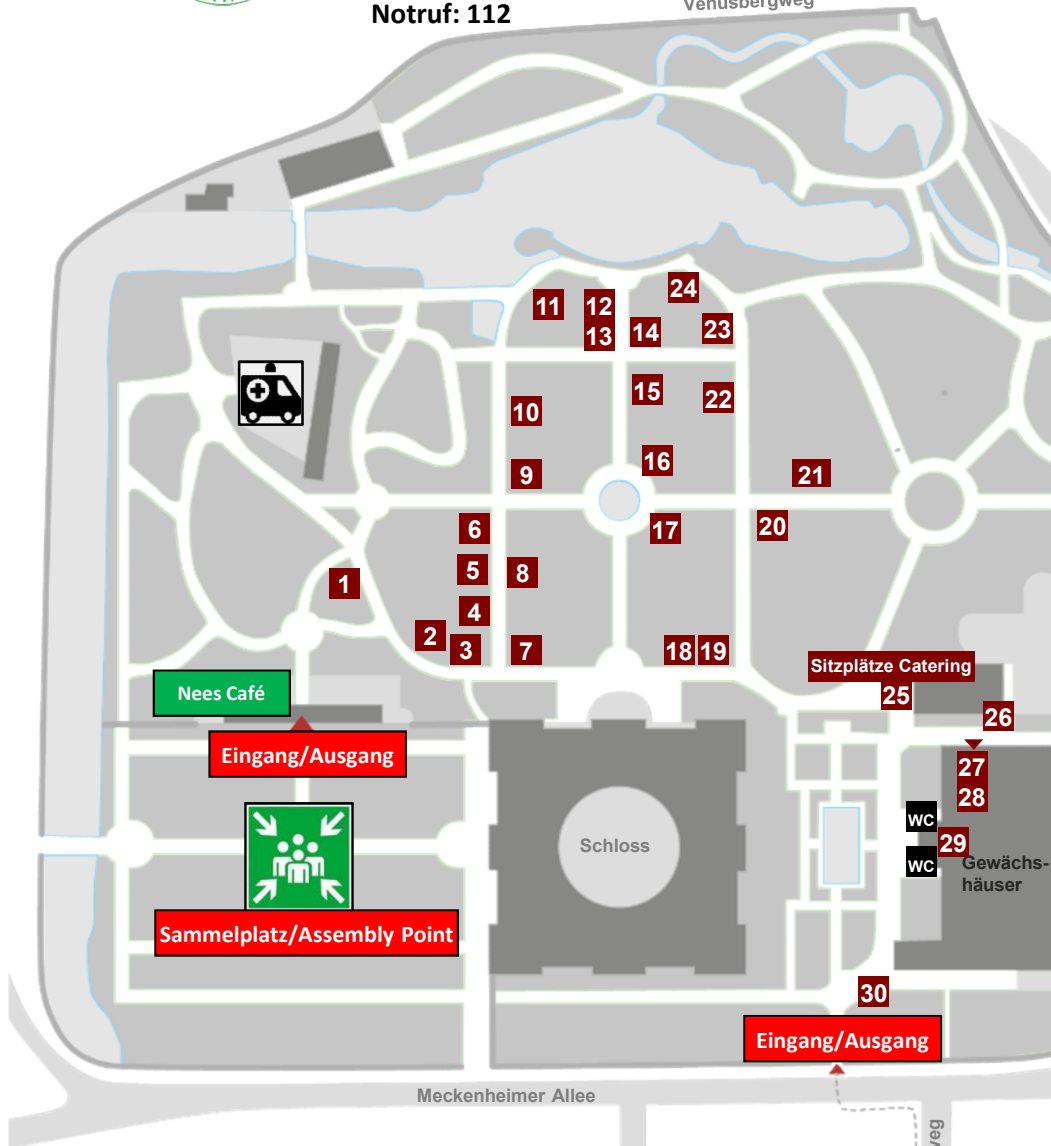 Venusbergweg
Notruf: 112
24
11
12
14
23
13
15
22
10
16
9
21
6
17
20
5
8
1
4
2
3
7
18
19
Sitzplätze Catering
Nees Café
25
26
Eingang/Ausgang
27
28
WC
29
Schloss
WC
Gewächs-
häuser
Sammelplatz/Assembly Point
30
Eingang/Ausgang
Meckenheimer Allee
weg